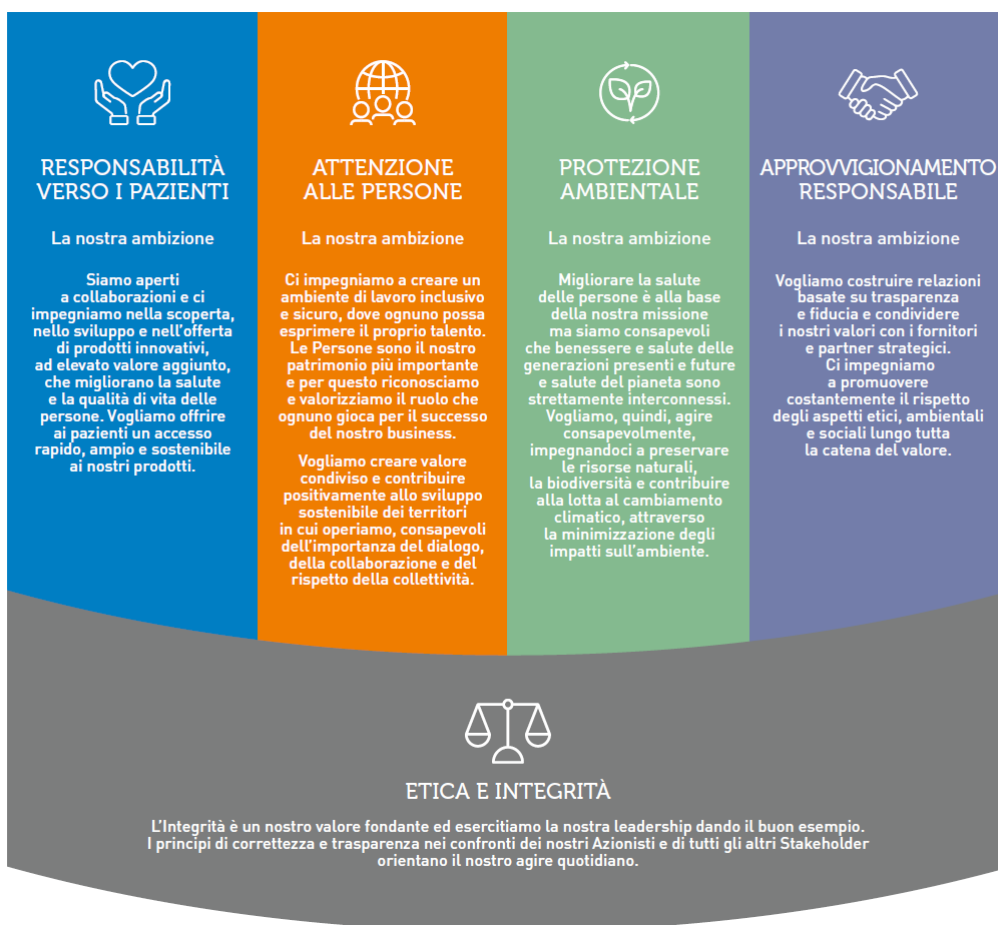 RESPONSABILITÀ
VERSO I PAZIENTI
La nostra ambizione
Siamo aperti
a collaborazioni e ci
impegniamo nella scoperta,
nello sviluppo e nell'offerta
di prodotti innovativi,
ad elevato valore aggiunto,
che migliorano la salute
e la qualità di vita delle
persone. Vogliamo offrire
ai pazienti un accesso
rapido, ampio e sostenibile
ai nostri prodotti.
ATTENZIONE
ALLE PERSONE
La nostra ambizione
Ci impegniamo a creare un
ambiente di lavoro inclusivo
e sicuro, dove ognuno possa
esprimere il proprio talento.
Le Persone sono il nostro
patrimonio più importante
e per questo riconosciamo
e valorizziamo il ruolo che
ognuno gioca per il successo
del nostro business.
Vogliamo creare valore
condiviso e contribuire
positivamente allo sviluppo
sostenibile dei territori
in cui operiamo, consapevoli
dell'importanza del dialogo,
della collaborazione e del
rispetto della collettività.
PROTEZIONE
AMBIENTALE
La nostra ambizione
Migliorare la salute
delle persone è alla base
della nostra missione
ma siamo consapevoli
che benessere e salute delle
generazioni presenti e future
e salute del pianeta sono
strettamente interconnessi.
Vogliamo, quindi, agire
consapevolmente,
impegnandoci a preservare
le risorse naturali,
la biodiversità e contribuire
alla lotta al cambiamento
climatico, attraverso
la minimizzazione degli
impatti sull'ambiente.
APPROVVIGIONAMENTO
RESPONSABILE
La nostra ambizione
Vogliamo costruire relazioni
basate su trasparenza
e fiducia e condividere
i nostri valori con i fornitori
e partner strategici.
Ci impegniamo
a promuovere
costantemente il rispetto
degli aspetti etici, ambientali
e sociali lungo tutta
la catena del valore.
ETICA E INTEGRITÀ
L'Integrità è un nostro valore fondante ed esercitiamo la nostra leadership dando il buon esempio.
I principi di correttezza e trasparenza nei confronti dei nostri Azionisti e di tutti gli altri Stakeholder
orientano il nostro agire quotidiano.